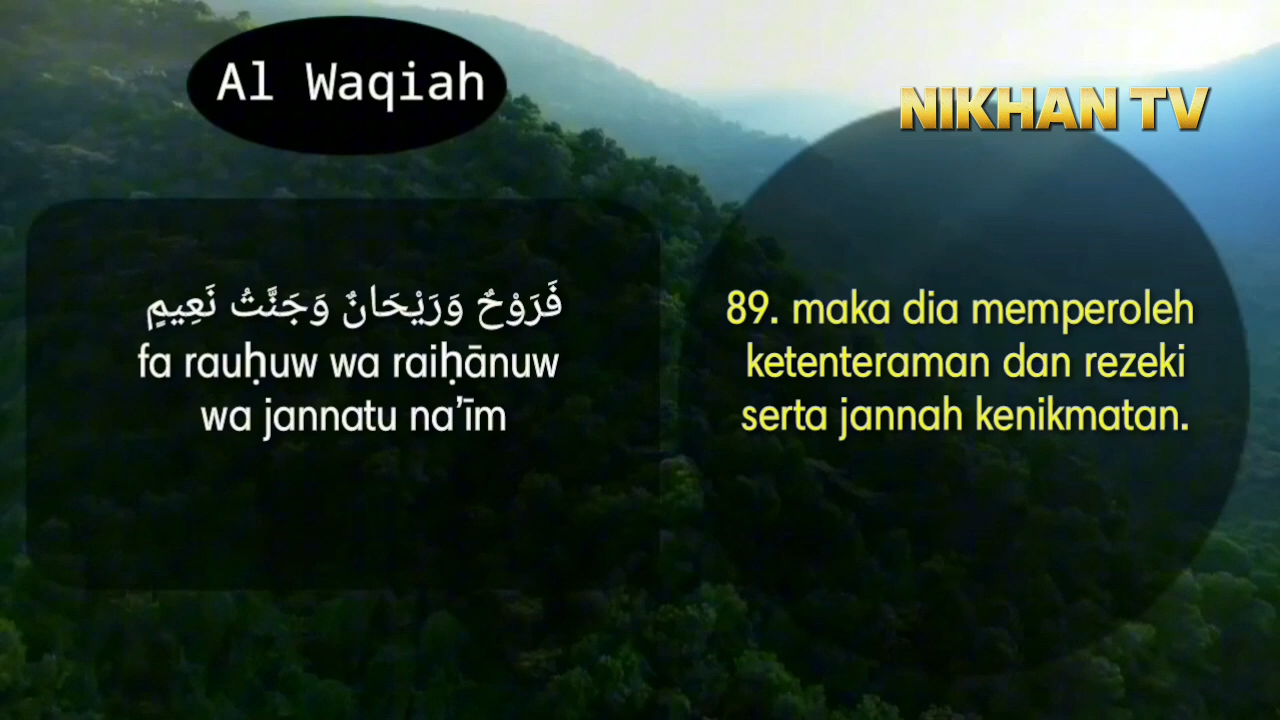 Al Waqiah
NIKHAN TV
فَرَوْحٌ وَرَيْحَانٌ وَجَنَّتُ نَعِيمٍ
fa rauḥuw wa raiḥānuw
wa jannatu na’īm
89. maka dia memperoleh
ketenteraman dan rezeki
serta jannah kenikmatan.